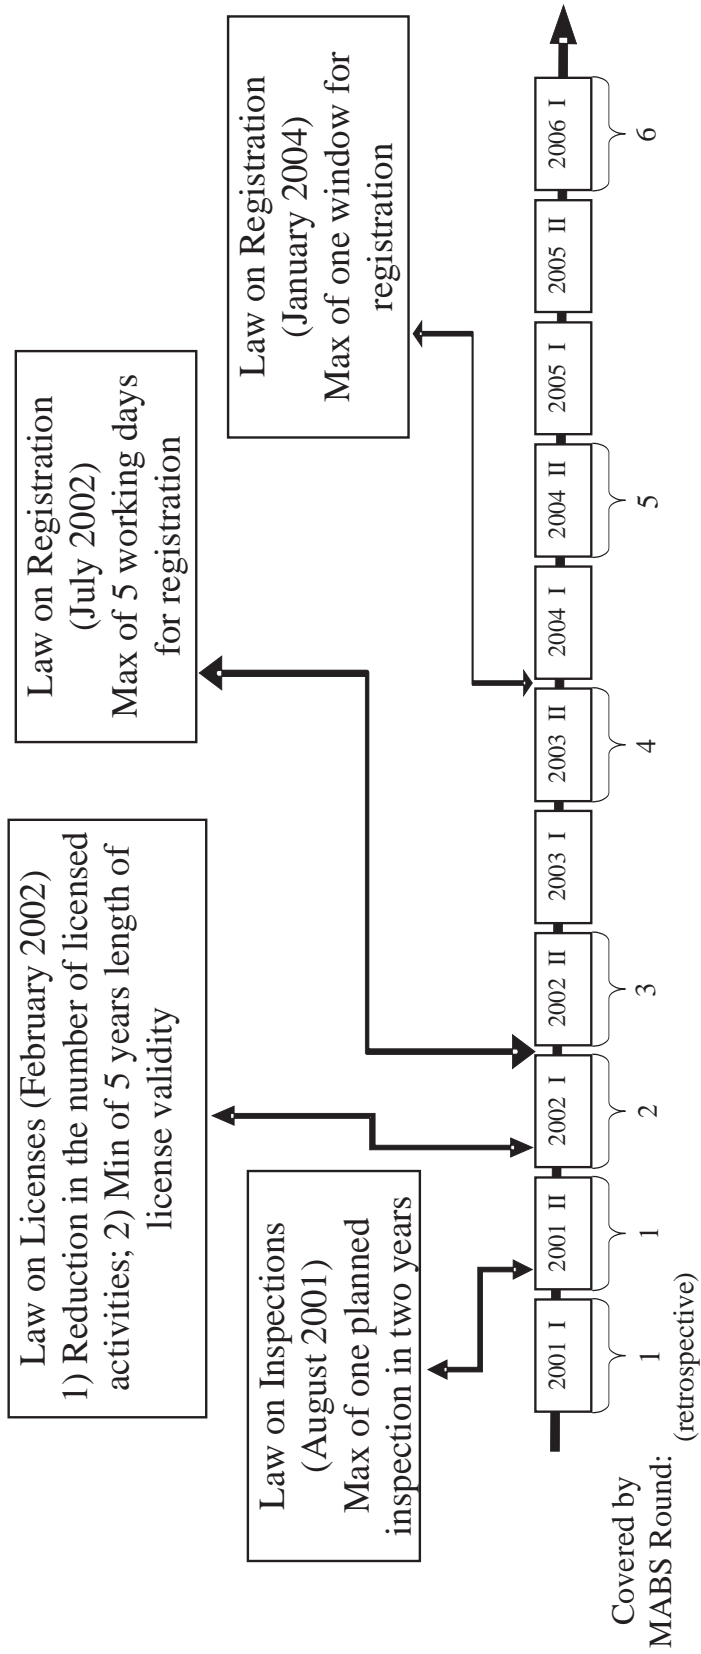 Law on Licenses (February 2002)
1) Reduction in the number of licensed
activities; 2) Min of 5 years length of
license validity
Law on Registration
(July 2002)
Max of 5 working days
for registration
Law on Inspections
(August 2001)
Max of one planned
inspection in two years
Law on Registration
(January 2004)
Max of one window for
registration
2001 I
2001 II
2002 I
2002 II
2003 I
2003 II
2004 I
2004 II
2005 I
2005 II
2006 I
Covered by
MABS Round:
1
(retrospective)
1
2
3
4
5
6